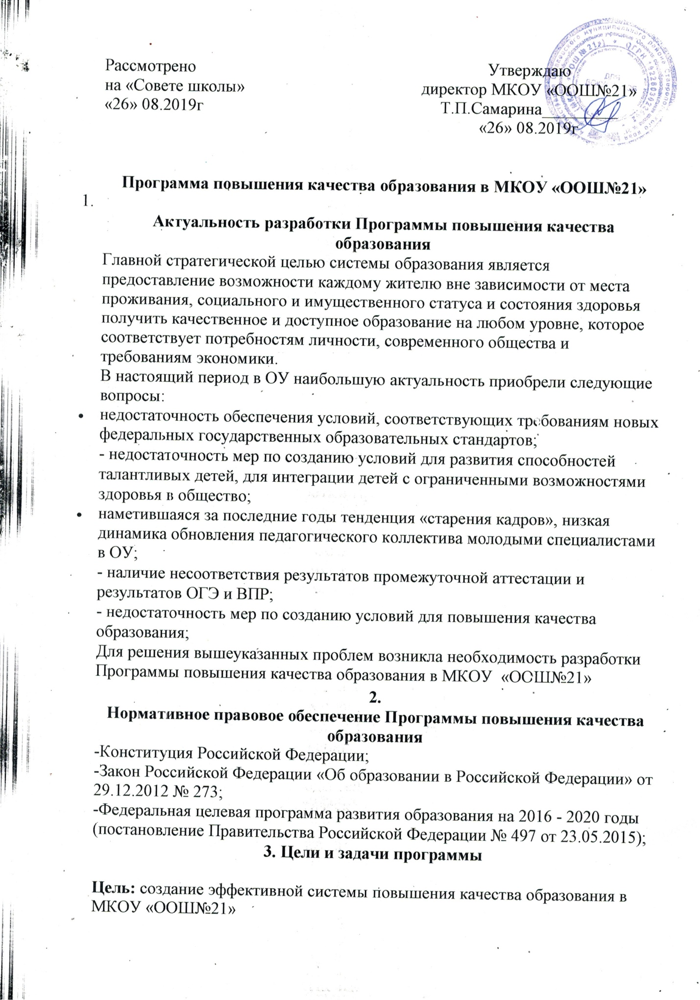 Рассмотрено
на «Совете школы»
«26» 08.2019г
Утверждаю
директор МКОУ «ООШ№21»
Т.П.Самарина_________
«26» 08.2019г
Программа повышения качества образования в МКОУ «ООШ№21»
1.
Актуальность разработки Программы повышения качества
образования
Главной стратегической целью системы образования является
предоставление возможности каждому жителю вне зависимости от места
проживания, социального и имущественного статуса и состояния здоровья
получить качественное и доступное образование на любом уровне, которое
соответствует потребностям личности, современного общества и
требованиям экономики.
В настоящий период в ОУ наибольшую актуальность приобрели следующие
вопросы:
• недостаточность обеспечения условий, соответствующих требованиям новых
федеральных государственных образовательных стандартов;
- недостаточность мер по созданию условий для развития способностей
талантливых детей, для интеграции детей с ограниченными возможностями
здоровья в общество;
• наметившаяся за последние годы тенденция «старения кадров», низкая
динамика обновления педагогического коллектива молодыми специалистами
в ОУ;
- наличие несоответствия результатов промежуточной аттестации и
результатов ОГЭ и ВПР;
- недостаточность мер по созданию условий для повышения качества
образования;
Для решения вышеуказанных проблем возникла необходимость разработки
Программы повышения качества образования в МКОУ «ООШ№21»
2.
Нормативное правовое обеспечение Программы повышения качества
образования
-Конституция Российской Федерации;
-Закон Российской Федерации «Об образовании в Российской Федерации» от
29.12.2012 № 273;
-Федеральная целевая программа развития образования на 2016 - 2020 годы
(постановление Правительства Российской Федерации № 497 от 23.05.2015);
3. Цели и задачи программы
Цель: создание эффективной системы повышения качества образования в
МКОУ «ООШ№21»